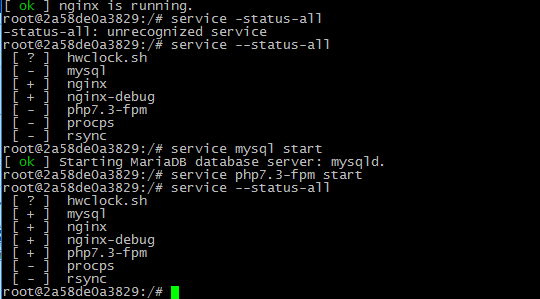 [ ok ] nginx is running.
root@2a58de0a3829:/# service -status-all
-status-all: unrecognized service
root@2a58de0a3829:/# service --status-all
[ ? ]  hwclock.sh
[ - ]  mysql
[ + ]  nginx
[ + ]  nginx-debug
[ - ]  php7.3-fpm
[ - ]  procps
[ - ]  rsync
root@2a58de0a3829:/# service mysql start
[ ok ] Starting MariaDB database server: mysqld.
root@2a58de0a3829:/# service php7.3-fpm start
root@2a58de0a3829:/# service --status-all
[ ? ]  hwclock.sh
[ + ]  mysql
[ + ]  nginx
[ + ]  nginx-debug
[ + ]  php7.3-fpm
[ - ]  procps
[ - ]  rsync
root@2a58de0a3829:/#